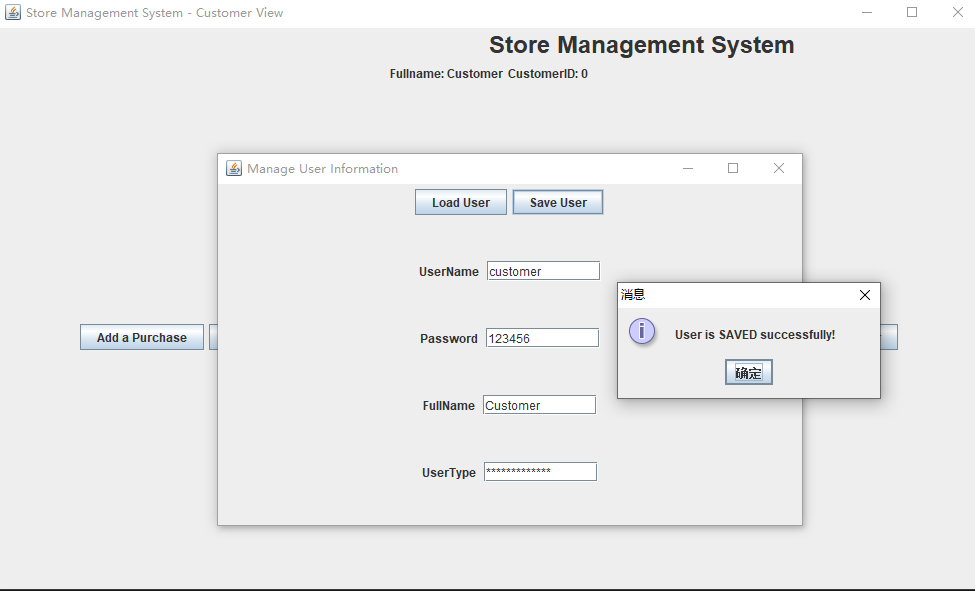 Store Management System - Customer View
Store Management System
Fullname: Customer CustomerID: 0
Manage User Information
Load User Save User
UserName customer
消息
User is SAVED successfully!
Add a Purchase
Password 123456
确定
FullName Customer
UserType *************